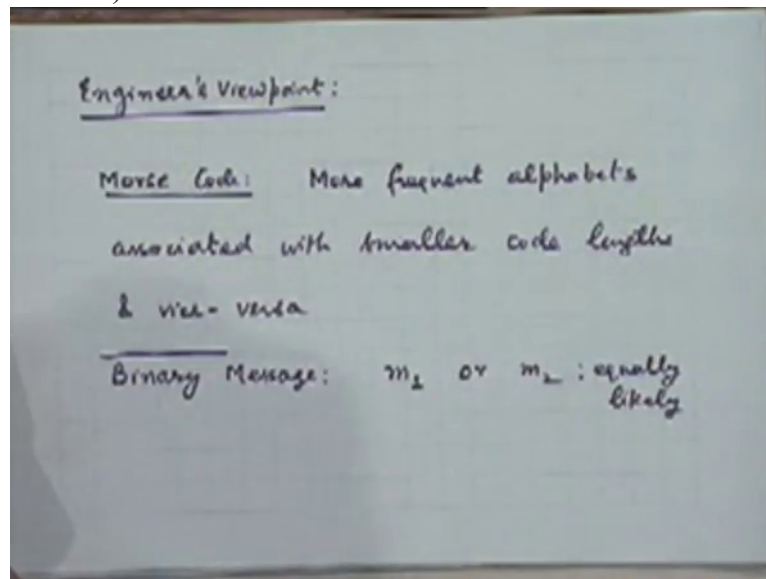 Engineer's Viewpoint:
Morse Code: More frequent alphabets
associated with smaller code lengths
& vice-versa
Binary Message: m₁ or m₂ : equally
likely